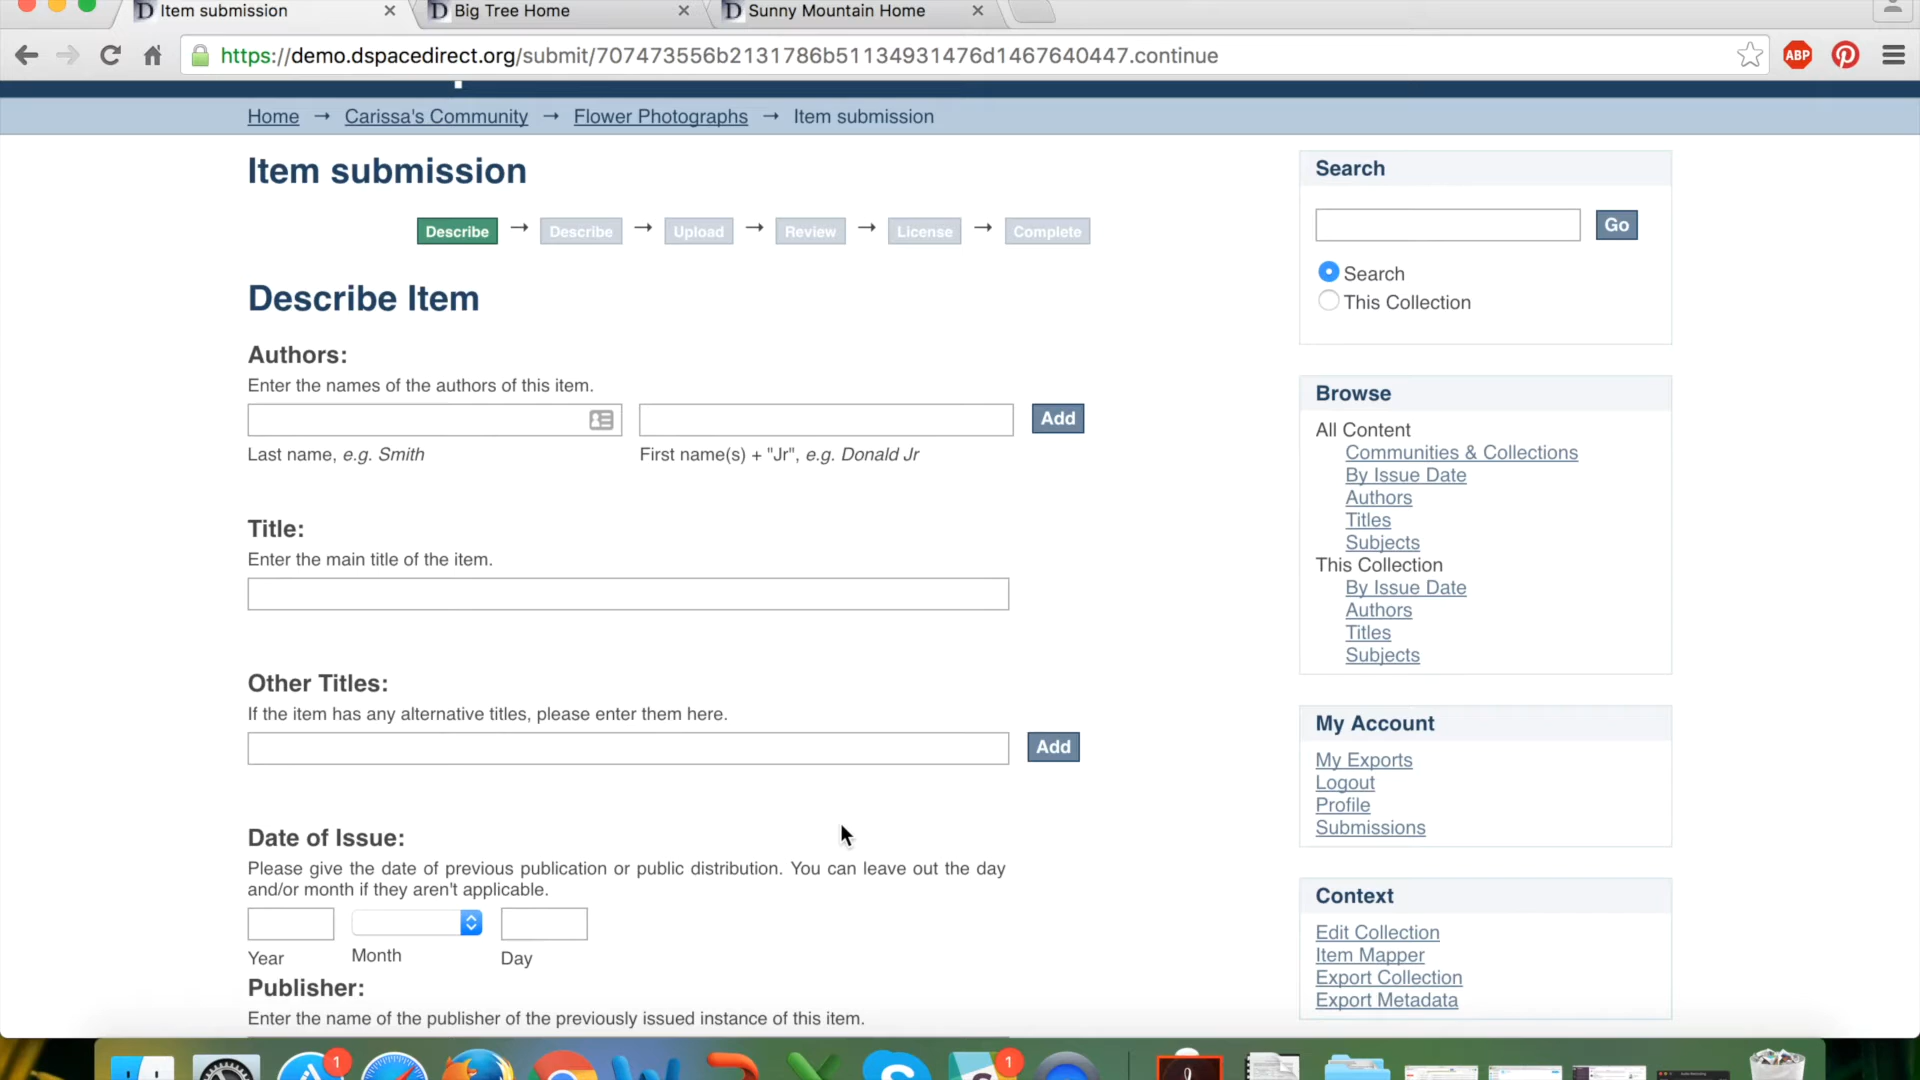 Item submission
Big Tree Home
Sunny Mountain Home
https://demo.dspacedirect.org/submit/707473556b2131786b51134931476d1467640447.continue
ABP
Home → Carissa's Community → Flower Photographs → Item submission
Item submission
Describe → Describe → Upload → Review → License → Complete
Describe Item
Authors:
Enter the names of the authors of this item.
Add
Last name, e.g. Smith
First name(s) + "Jr", e.g. Donald Jr
Title:
Enter the main title of the item.
Other Titles:
If the item has any alternative titles, please enter them here.
Add
Date of Issue:
Please give the date of previous publication or public distribution. You can leave out the day
and/or month if they aren't applicable.
Year
Month
Day
Publisher:
Enter the name of the publisher of the previously issued instance of this item.
Search
Go
Search
This Collection
Browse
All Content
Communities & Collections
By Issue Date
Authors
Titles
Subjects
This Collection
By Issue Date
Authors
Titles
Subjects
My Account
My Exports
Logout
Profile
Submissions
Context
Edit Collection
Item Mapper
Export Collection
Export Metadata
1
1